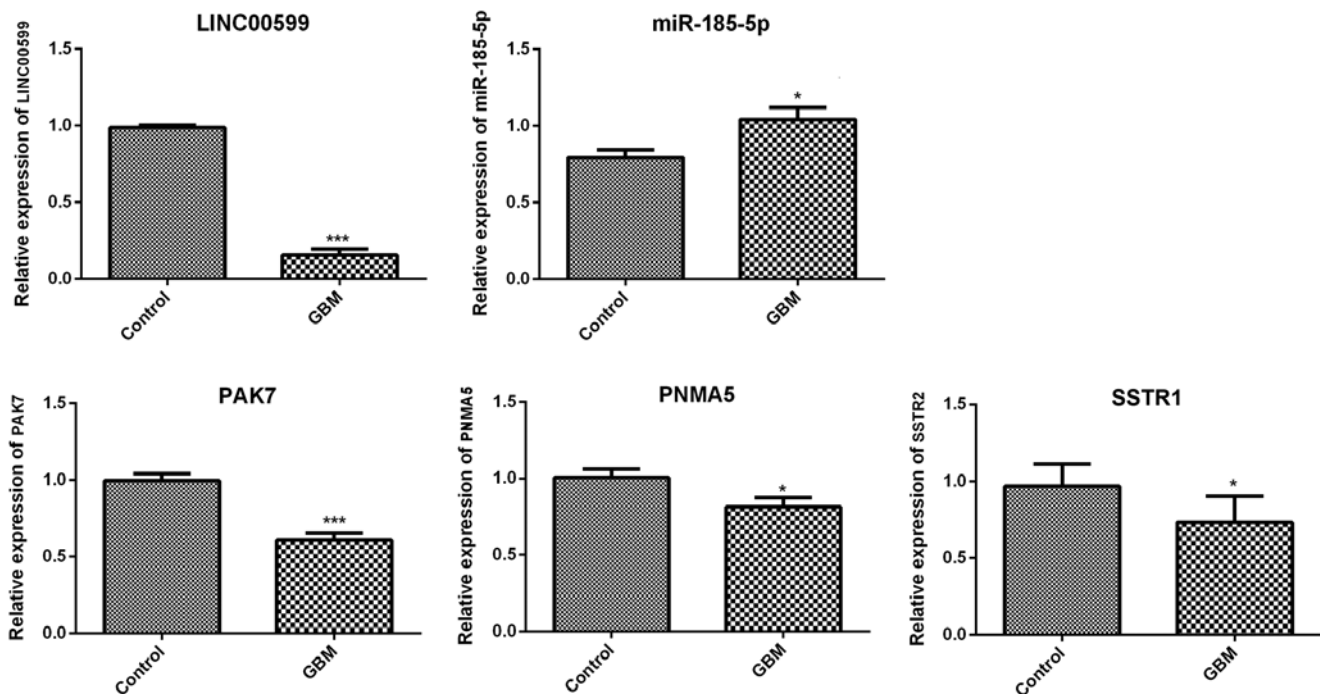 LINC00599
Relative expression of LINC00599
1.5
1.0
0.5
0.0
***
Control
GBM
miR-185-5p
Relative expression of miR-185-5p
1.5
1.0
0.5
0.0
*
Control
GBM
PAK7
Relative expression of PAK7
1.5
1.0
0.5
0.0
***
Control
GBM
PNMA5
Relative expression of PNMA5
1.5
1.0
0.5
0.0
*
Control
GBM
SSTR1
Relative expression of SSTR2
1.5
1.0
0.5
0.0
*
Control
GBM